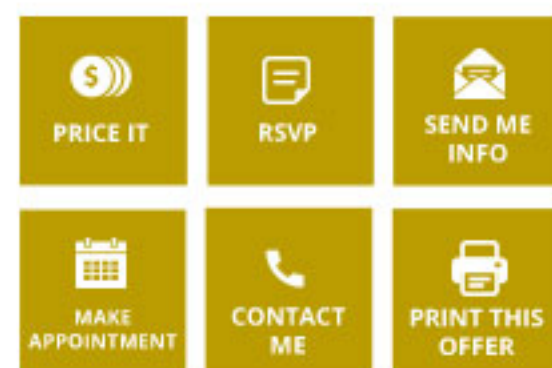 $
PRICE IT
RSVP
SEND ME
INFO
MAKE
APPOINTMENT
CONTACT
ME
PRINT THIS
OFFER